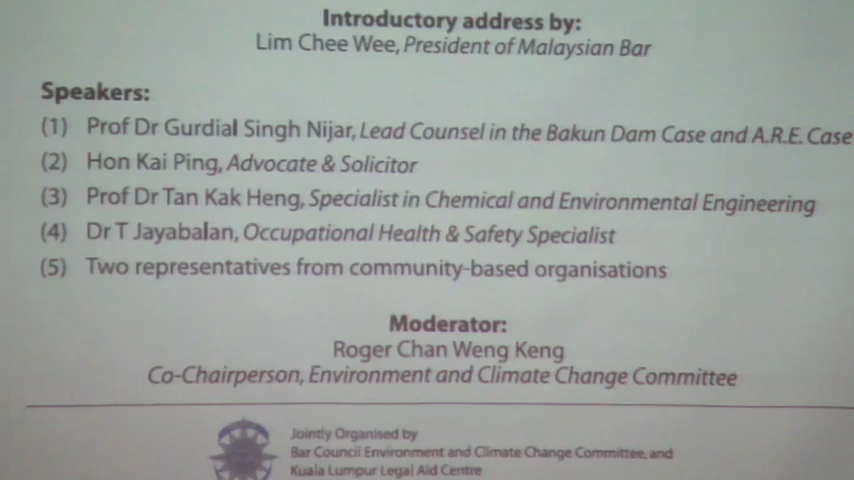 Introductory address by:
Lim Chee Wee, President of Malaysian Bar
Speakers:
(1) Prof Dr Gurdial Singh Nijar, Lead Counsel in the Bakun Dam Case and A.R.E. Case
(2) Hon Kai Ping, Advocate & Solicitor
(3) Prof Dr Tan Kak Heng, Specialist in Chemical and Environmental Engineering
(4) Dr T Jayabalan, Occupational Health & Safety Specialist
(5) Two representatives from community-based organisations
Moderator:
Roger Chan Weng Keng
Co-Chairperson, Environment and Climate Change Committee
Jointly Organised by
Bar Council Environment and Climate Change Committee, and
Kuala Lumpur Legal Aid Centre